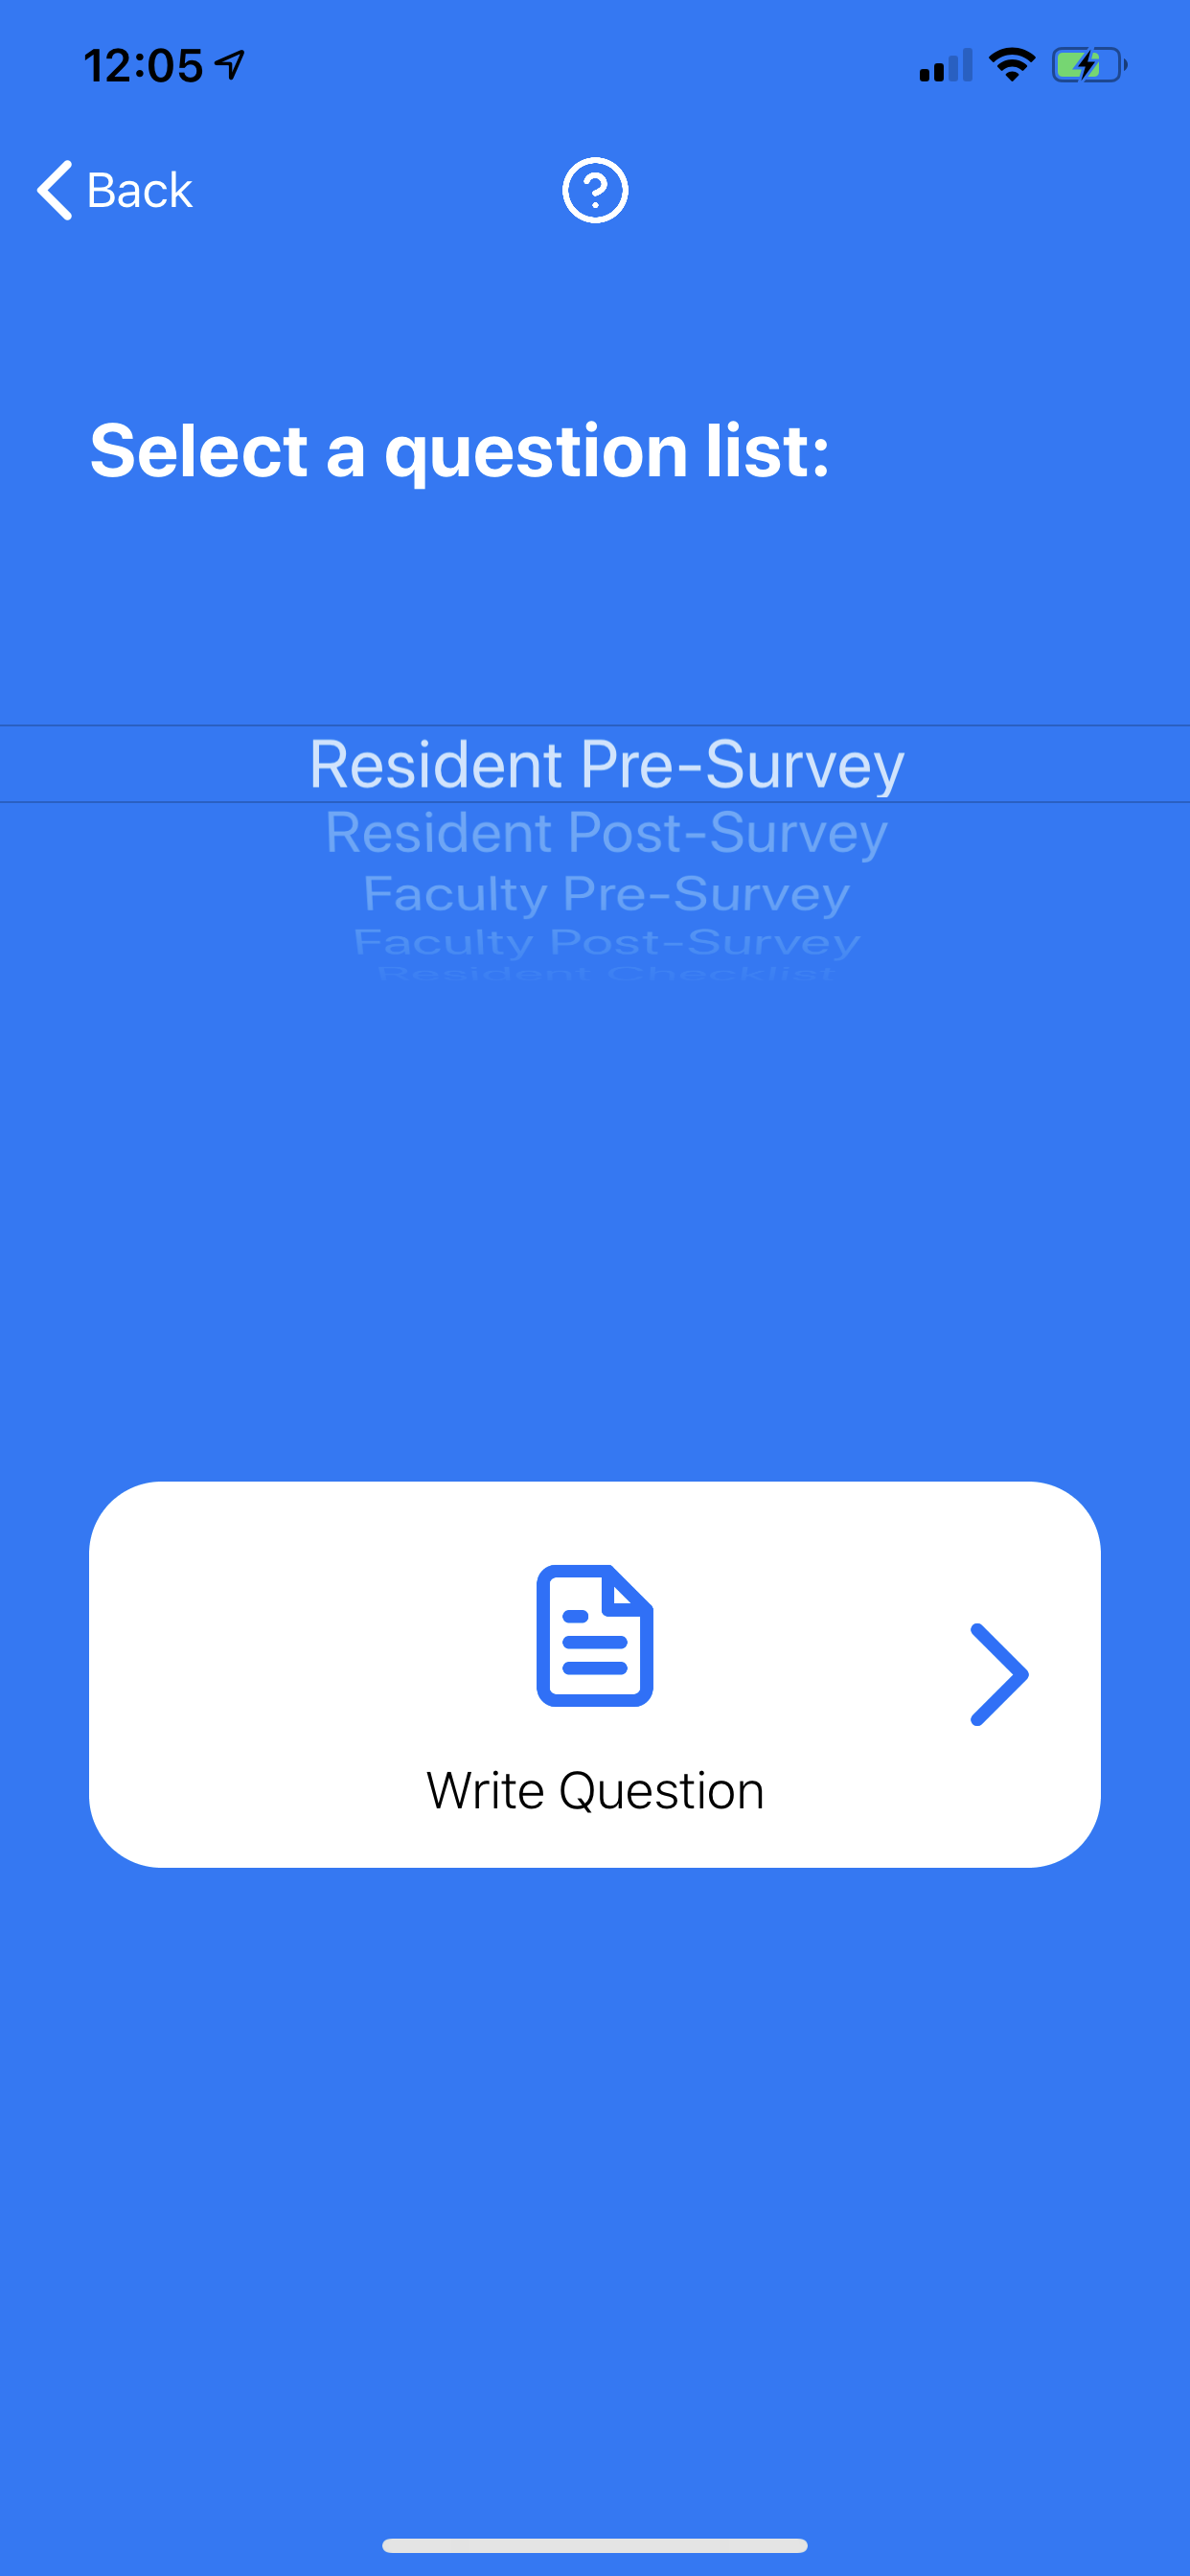 12:05
Back
Select a question list:
Resident Pre-Survey
Resident Post-Survey
Faculty Pre-Survey
Faculty Post-Survey
Resident Checklist
Write Question